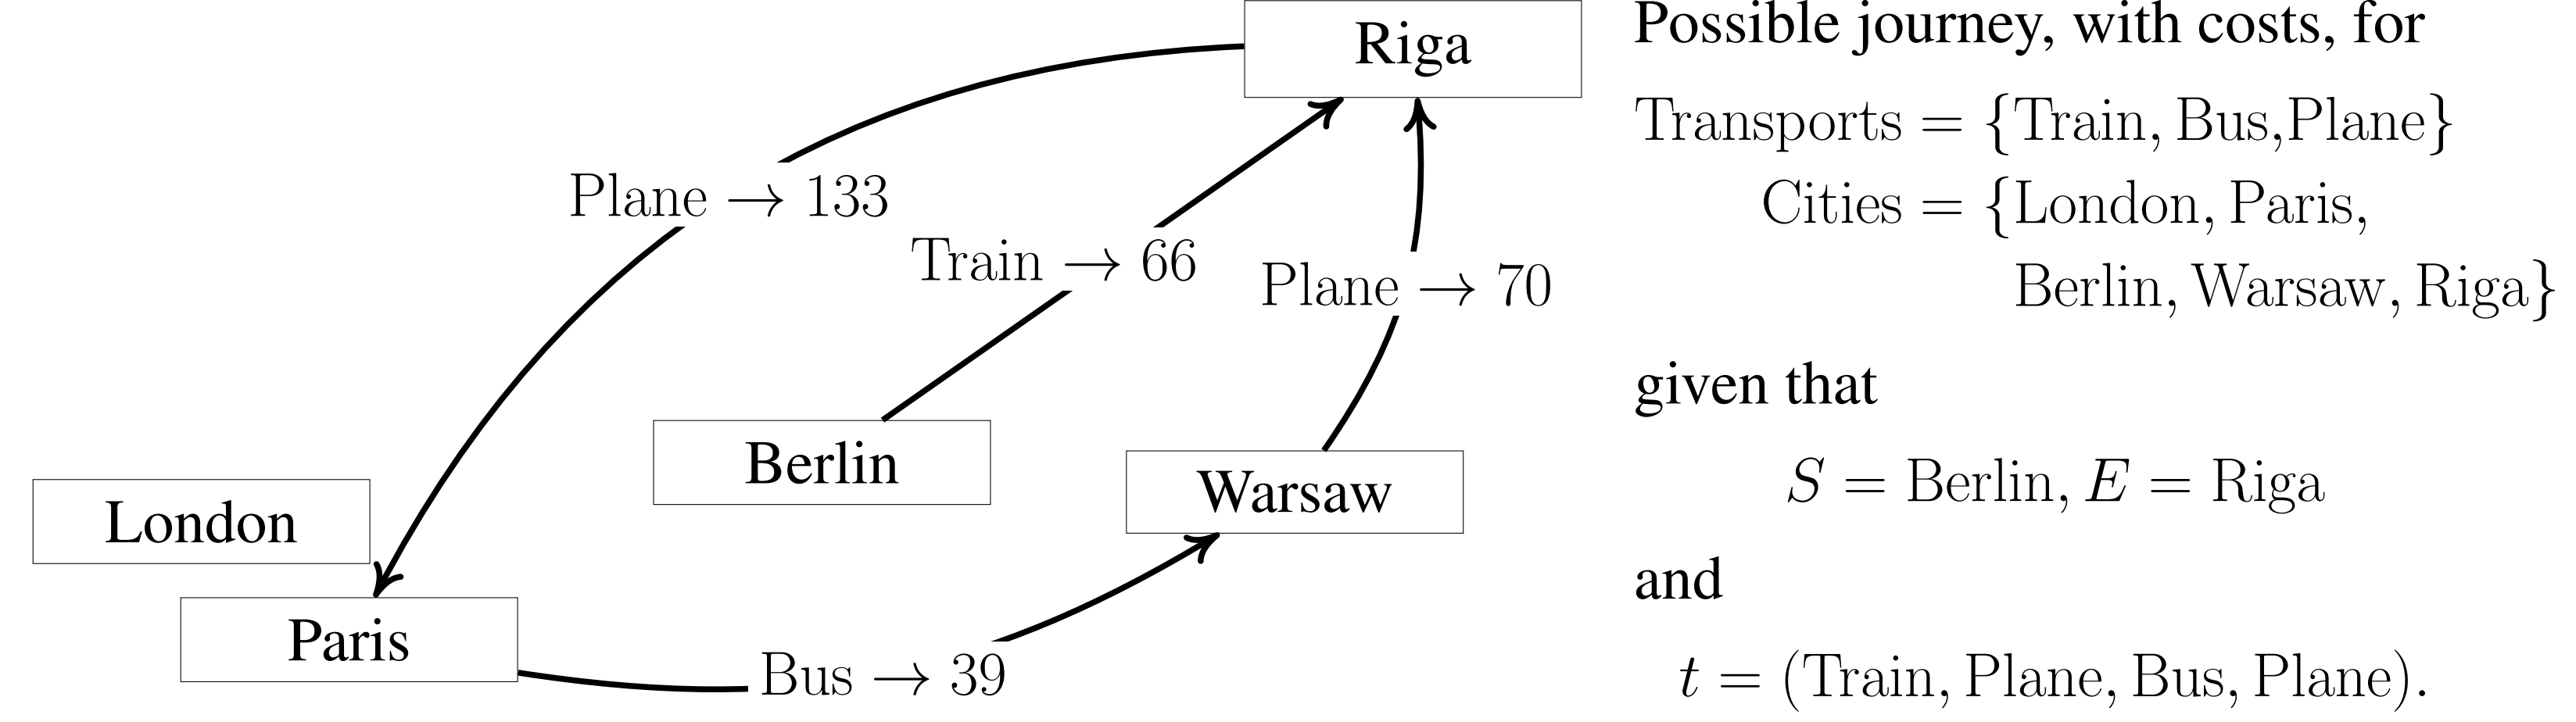 Riga
Plane → 133
Train → 66
Plane → 70
Berlin
Warsaw
London
Paris
Bus → 39
Possible journey, with costs, for
Transports = {Train, Bus,Plane}
Cities = {London, Paris,
Berlin, Warsaw, Riga}
given that
S = Berlin, E = Riga
and
t = (Train, Plane, Bus, Plane).